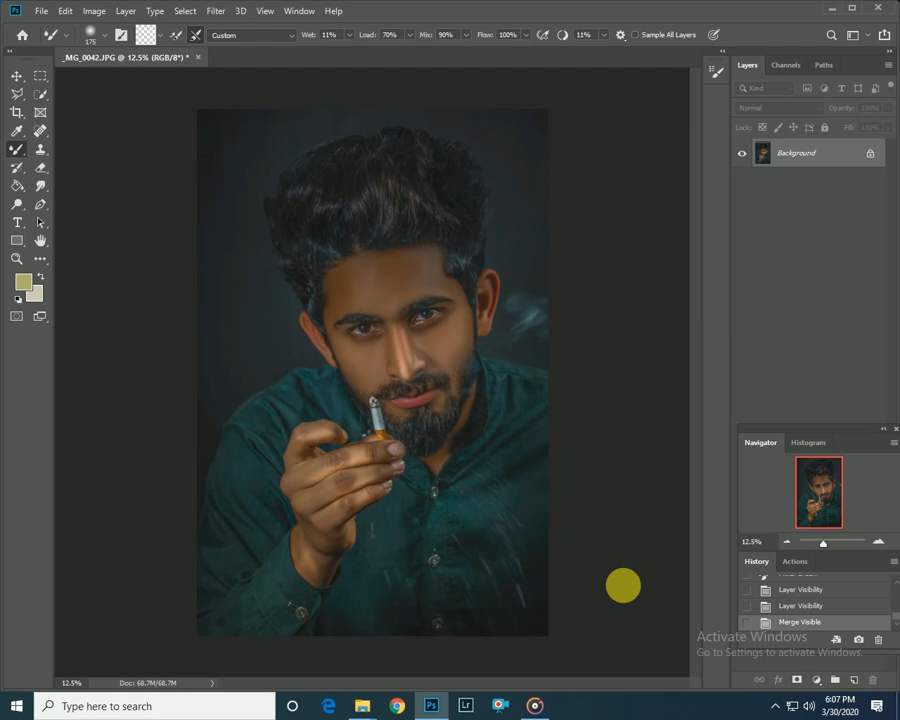 File Edit Image Layer Type Select Filter 3D View Window Help
175 Custom Wet: 11% Load: 70% Mix: 90% Flow: 100% 11% Sample All Layers
_MG_0042.JPG @ 12.5% (RGB/8*) *
Layers Channels Paths
Kind
Normal Opacity: 100%
Lock: Fill: 100%
Background
Navigator Histogram
12.5%
History Actions
Layer Visibility
Layer Visibility
Merge Visible
Activate Windows
Go to Settings to activate Windows.
12.5% Doc: 68.7M/68.7M
Type here to search
Ps
Lr
6:07 PM
3/30/2020